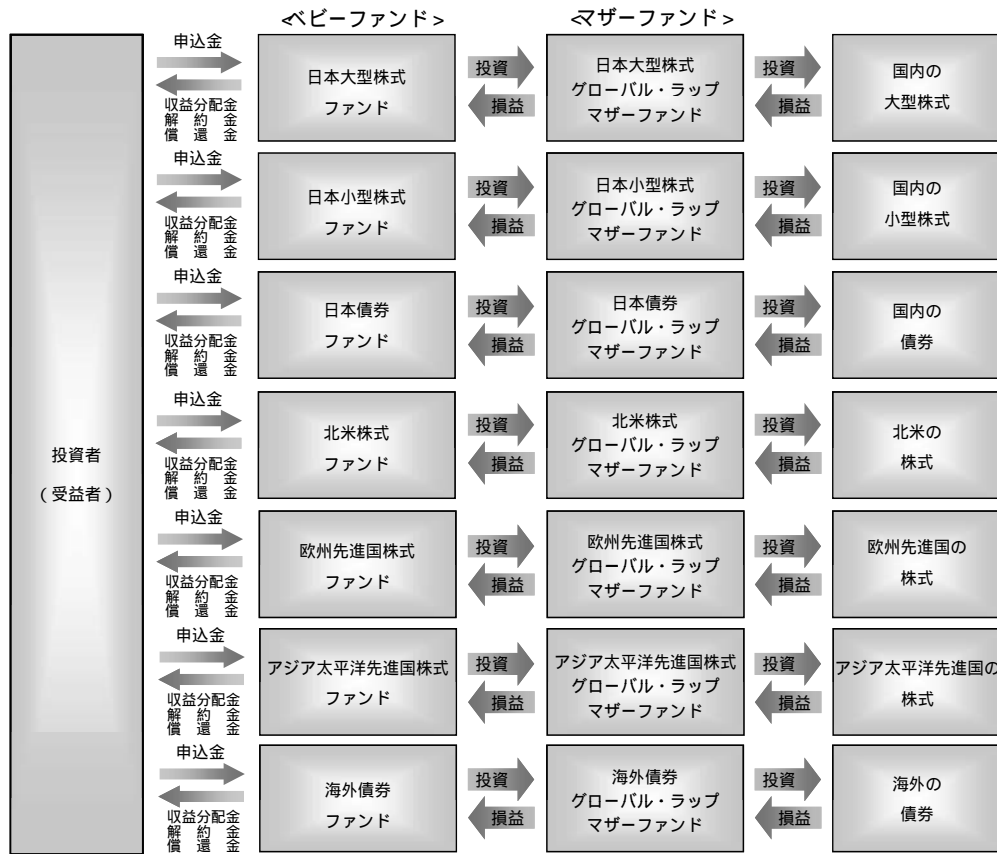 <ベビーファンド>
<マザーファンド>
投資者
(受益者)
申込金
収益分配金
解約金
償還金
日本大型株式
ファンド
投資
損益
日本大型株式
グローバル・ラップ
マザーファンド
投資
損益
国内の
大型株式
申込金
収益分配金
解約金
償還金
日本小型株式
ファンド
投資
損益
日本小型株式
グローバル・ラップ
マザーファンド
投資
損益
国内の
小型株式
申込金
収益分配金
解約金
償還金
日本債券
ファンド
投資
損益
日本債券
グローバル・ラップ
マザーファンド
投資
損益
国内の
債券
申込金
収益分配金
解約金
償還金
北米株式
ファンド
投資
損益
北米株式
グローバル・ラップ
マザーファンド
投資
損益
北米の
株式
申込金
収益分配金
解約金
償還金
欧州先進国株式
ファンド
投資
損益
欧州先進国株式
グローバル・ラップ
マザーファンド
投資
損益
欧州先進国の
株式
申込金
収益分配金
解約金
償還金
アジア太平洋先進国株式
ファンド
投資
損益
アジア太平洋先進国株式
グローバル・ラップ
マザーファンド
投資
損益
アジア太平洋先進国の
株式
申込金
収益分配金
解約金
償還金
海外債券
ファンド
投資
損益
海外債券
グローバル・ラップ
マザーファンド
投資
損益
海外の
債券